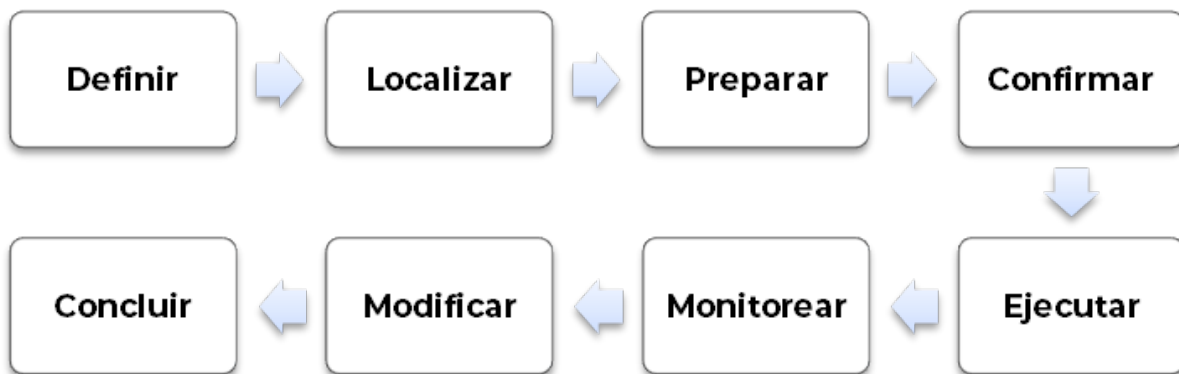 Definir
Localizar
Preparar
Confirmar
Ejecutar
Monitorear
Modificar
Concluir